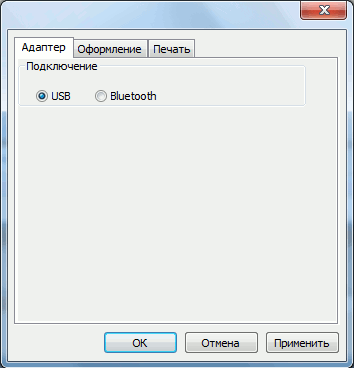 Адаптер Оформление Печать
Подключение
USB Bluetooth
OK Отмена Применить